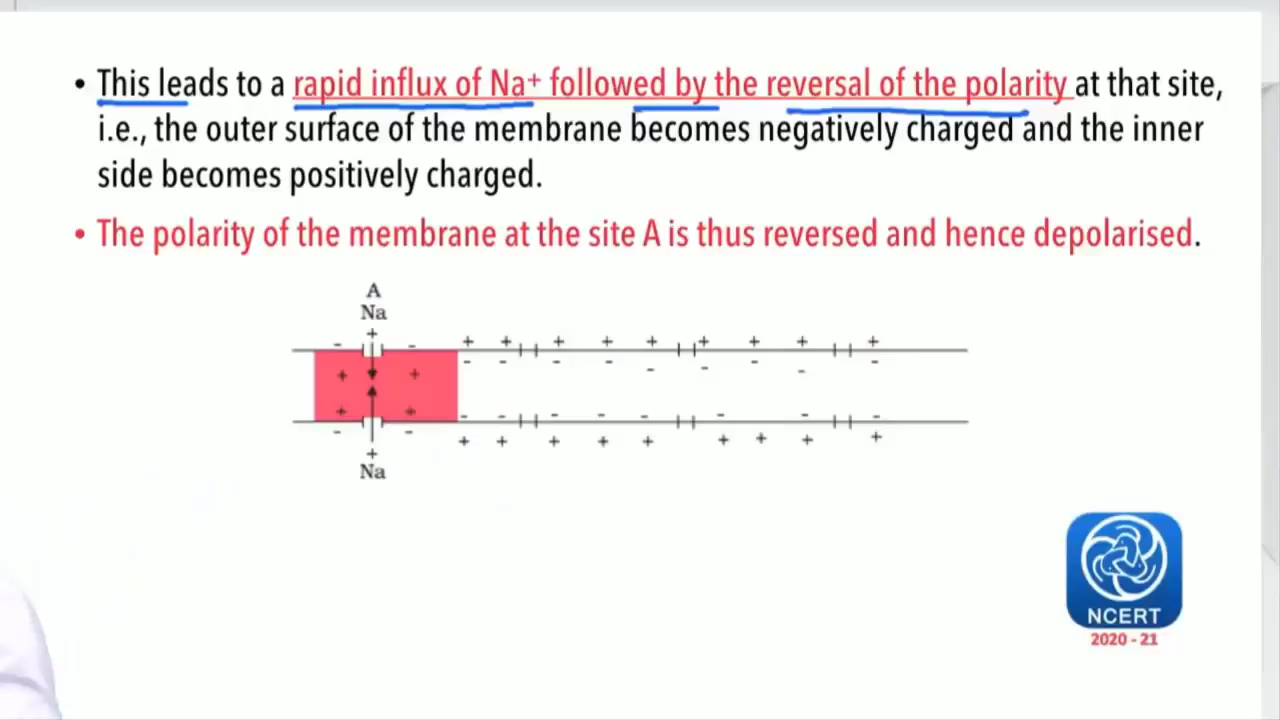 • This leads to a rapid influx of Na⁺ followed by the reversal of the polarity at that site,
i.e., the outer surface of the membrane becomes negatively charged and the inner
side becomes positively charged.
• The polarity of the membrane at the site A is thus reversed and hence depolarised.
A
Na
+
- - + + + + + + + + +
+ + - - - - - - - - -
+ + - - - - - - - -
- - + + + + + + + +
+
Na
NCERT
2020 - 21